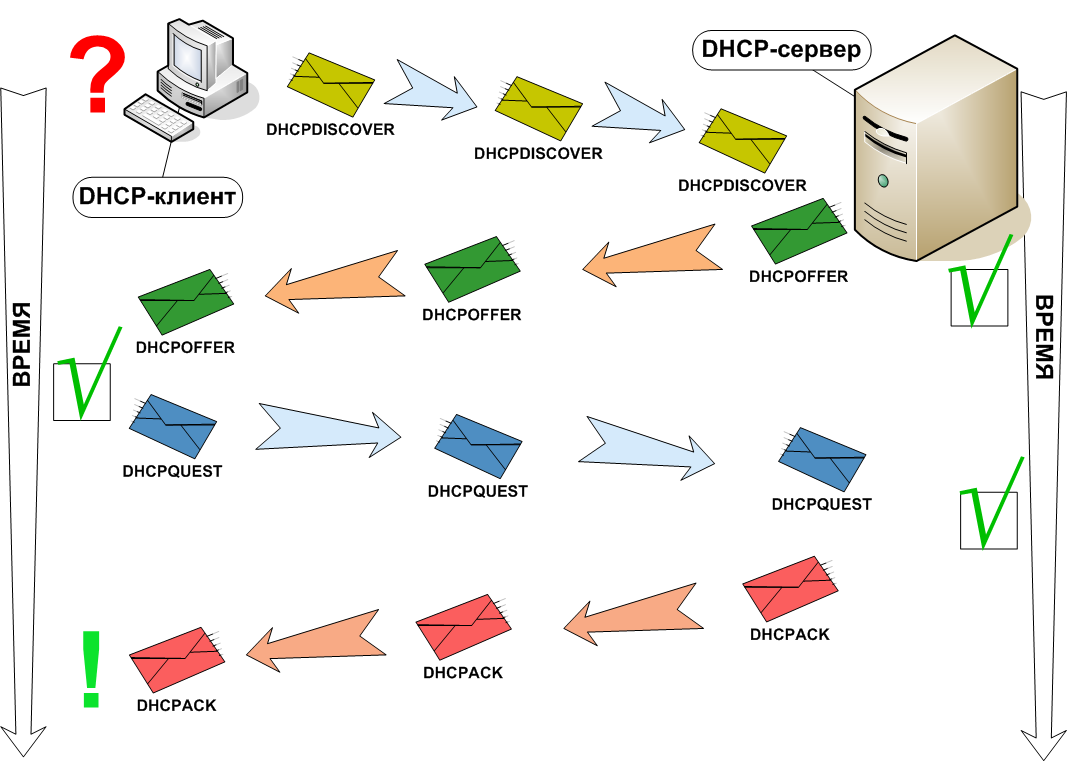 ?
DHCP-сервер
DHCPDISCOVER
DHCPDISCOVER
DHCPDISCOVER
DHCP-клиент
DHCPOFFER
DHCPOFFER
DHCPOFFER
ВРЕМЯ
ВРЕМЯ
DHCPQUEST
DHCPQUEST
DHCPQUEST
DHCPACK
DHCPACK
DHCPACK
!